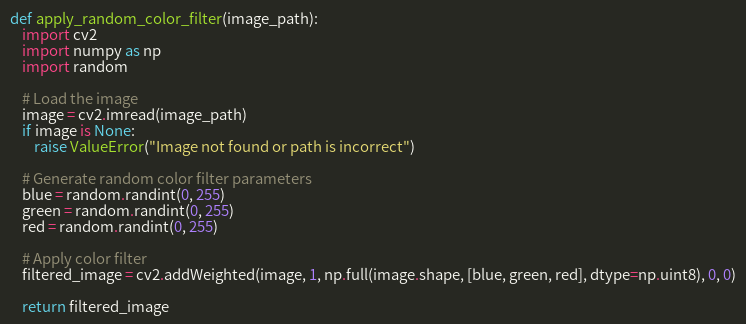 def apply_random_color_filter(image_path):
    import cv2
    import numpy as np
    import random

    # Load the image
    image = cv2.imread(image_path)
    if image is None:
        raise ValueError("Image not found or path is incorrect")

    # Generate random color filter parameters
    blue = random.randint(0, 255)
    green = random.randint(0, 255)
    red = random.randint(0, 255)

    # Apply color filter
    filtered_image = cv2.addWeighted(image, 1, np.full(image.shape, [blue, green, red], dtype=np.uint8), 0, 0)

    return filtered_image